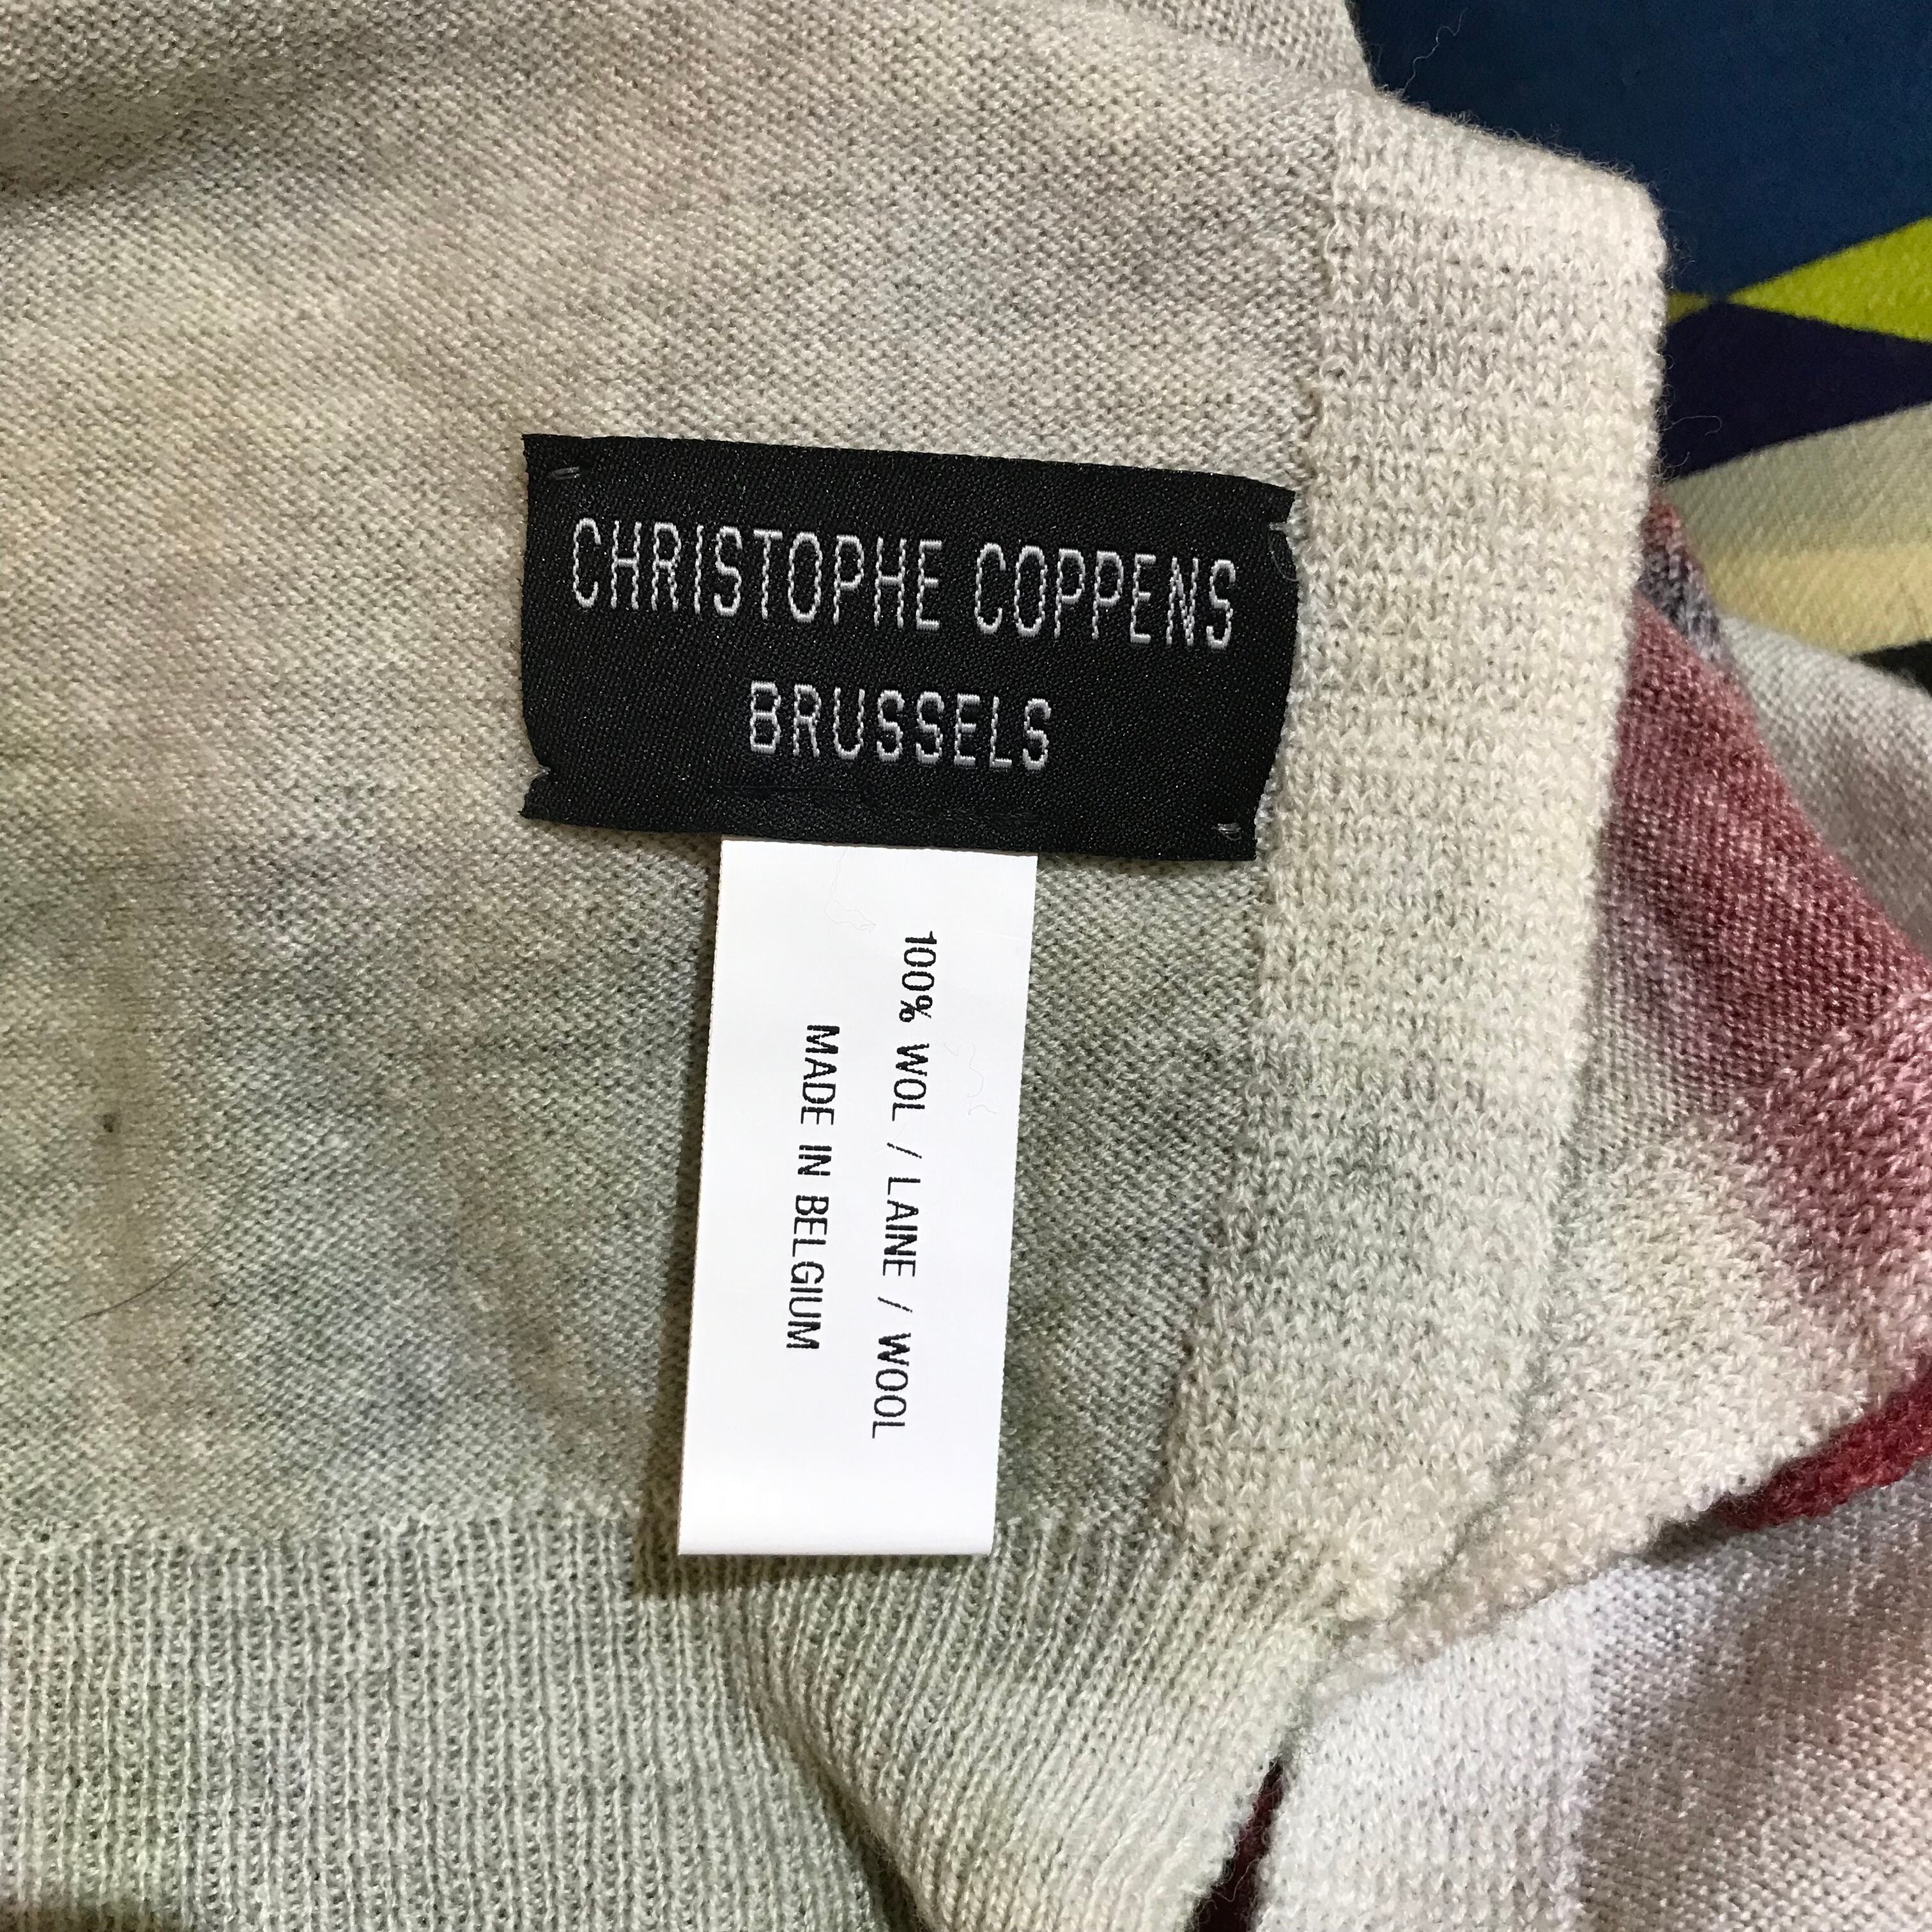 CHRISTOPHE COPPENS
BRUSSELS
100% WOL / LAINE / WOOL
MADE IN BELGIUM